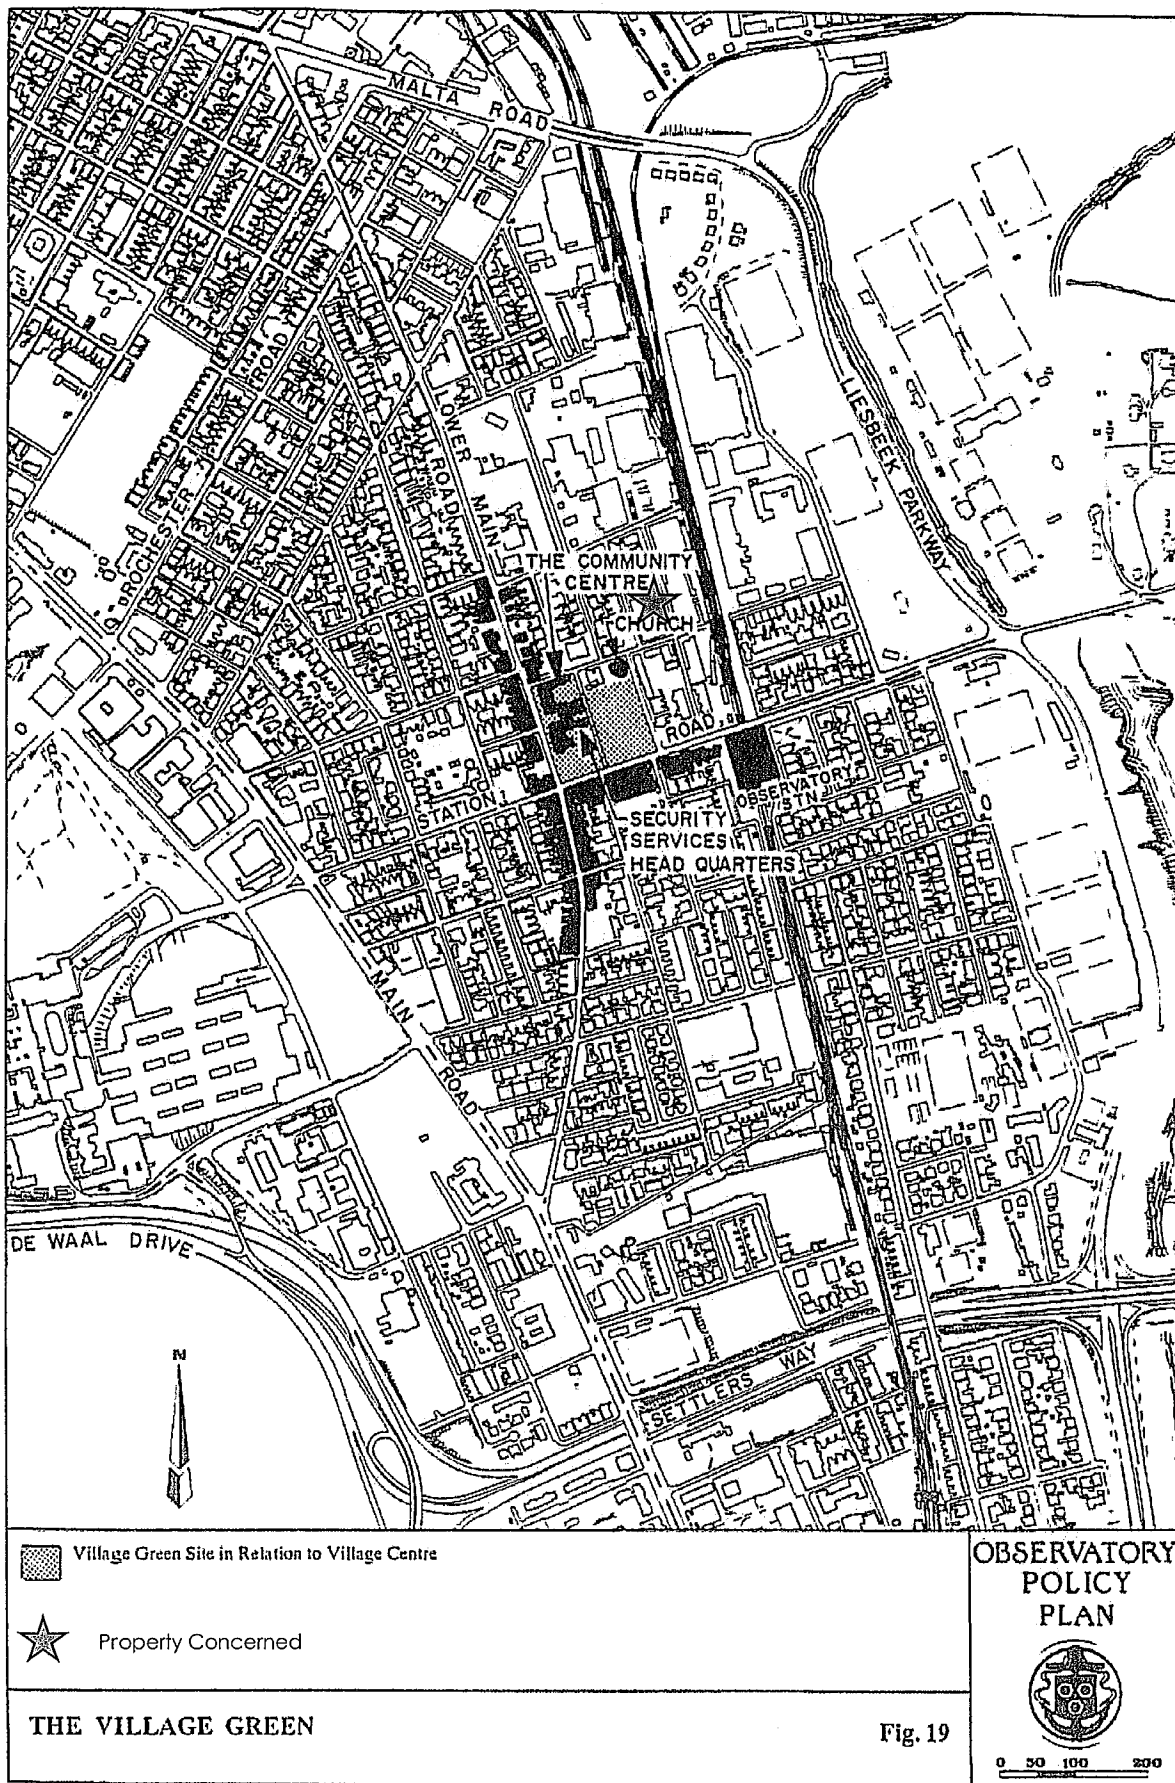 MALTA ROAD
LIESBEEK PARKWAY
LOWER MAIN ROAD
ROCHESTER ROAD
THE COMMUNITY
CENTRE
CHURCH
ROAD
STATION
OBSERVATORY
STN
SECURITY
SERVICES
HEAD QUARTERS
MAIN ROAD
DE WAAL DRIVE
SETTLERS WAY
N
Village Green Site in Relation to Village Centre
Property Concerned
THE VILLAGE GREEN
Fig. 19
OBSERVATORY
POLICY
PLAN
0 50 100 200